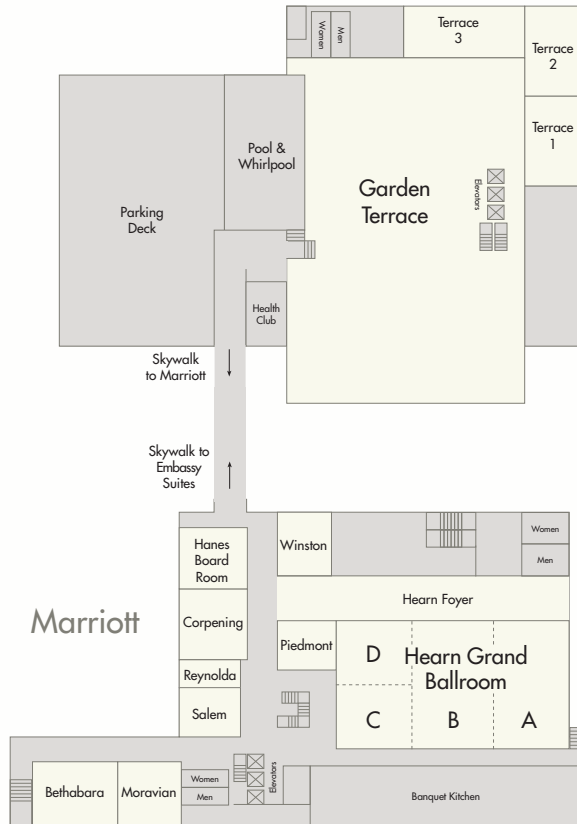 Women
Men
Terrace
3
Terrace
2
Terrace
1
Pool &
Whirlpool
Parking
Deck
Garden
Terrace
Elevators
Health
Club
Skywalk
to Marriott
Skywalk to
Embassy
Suites
Marriott
Hanes
Board
Room
Winston
Women
Men
Hearn Foyer
Corpening
Piedmont
D
Hearn Grand
Ballroom
Reynolda
Salem
C
B
A
Bethabara
Moravian
Women
Men
Elevators
Banquet Kitchen